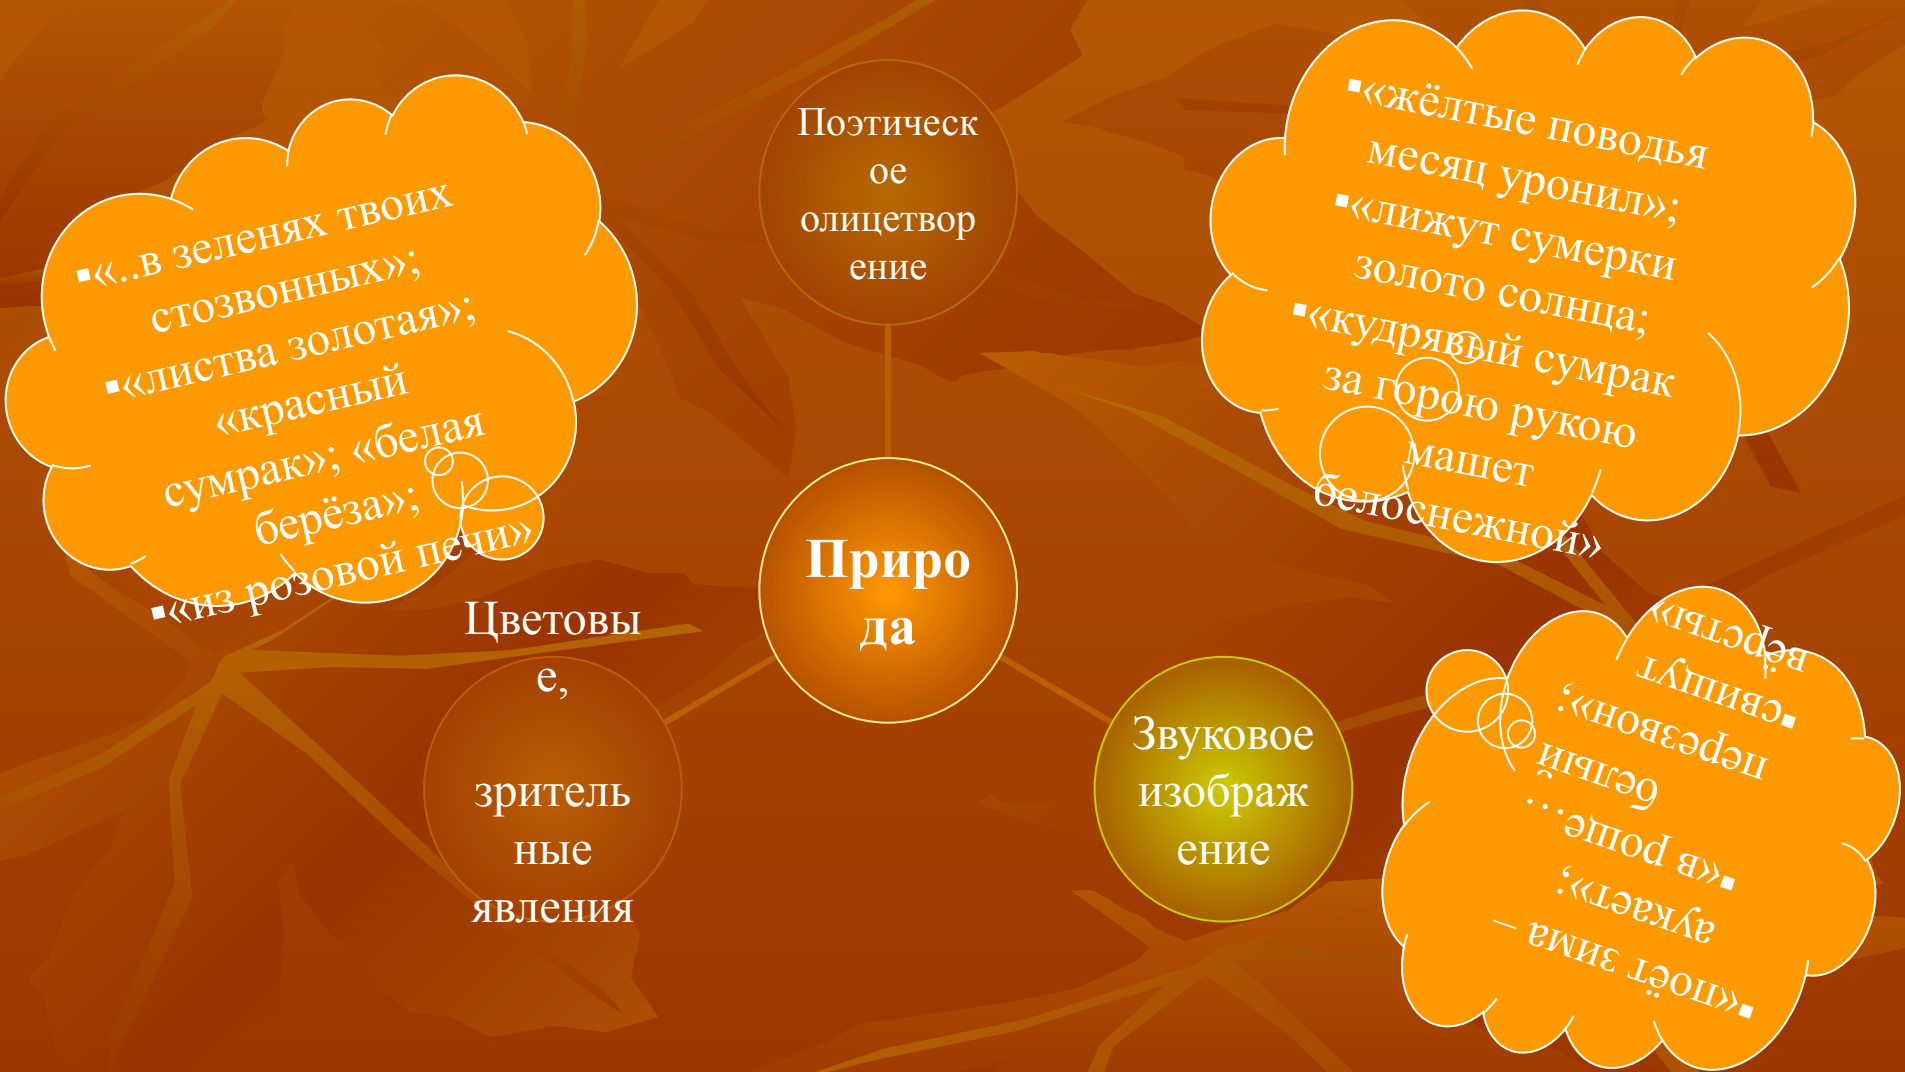 ▪«..в зеленях твоих
стозвонных»;
▪«листва золотая»;
«красный
сумрак»; «белая
берёза»;
▪«из розовой печи»
Поэтическ
ое
олицетвор
ение
▪«жёлтые поводья
месяц уронил»;
▪«лижут сумерки
золото солнца;
▪«кудрявый сумрак
за горою рукою
машет
белоснежной»
Приро
да
Цветовы
е,
зритель
ные
явления
Звуковое
изображ
ение
▪«поёт зима –
аукает»;
▪«в роще…
белый
перезвон»;
▪свищут
вёрсты»